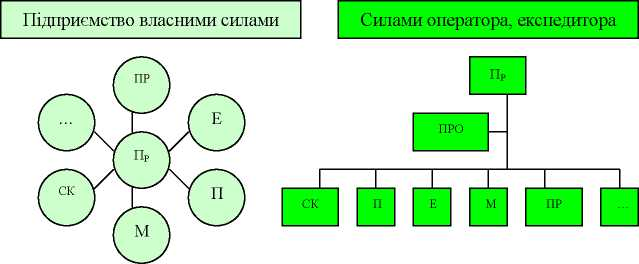 Підприємство власними силами
Силами оператора, експедитора
ПР
...
Е
Пр
СК
П
М
Пр
ПРО
СК
П
Е
М
ПР
...